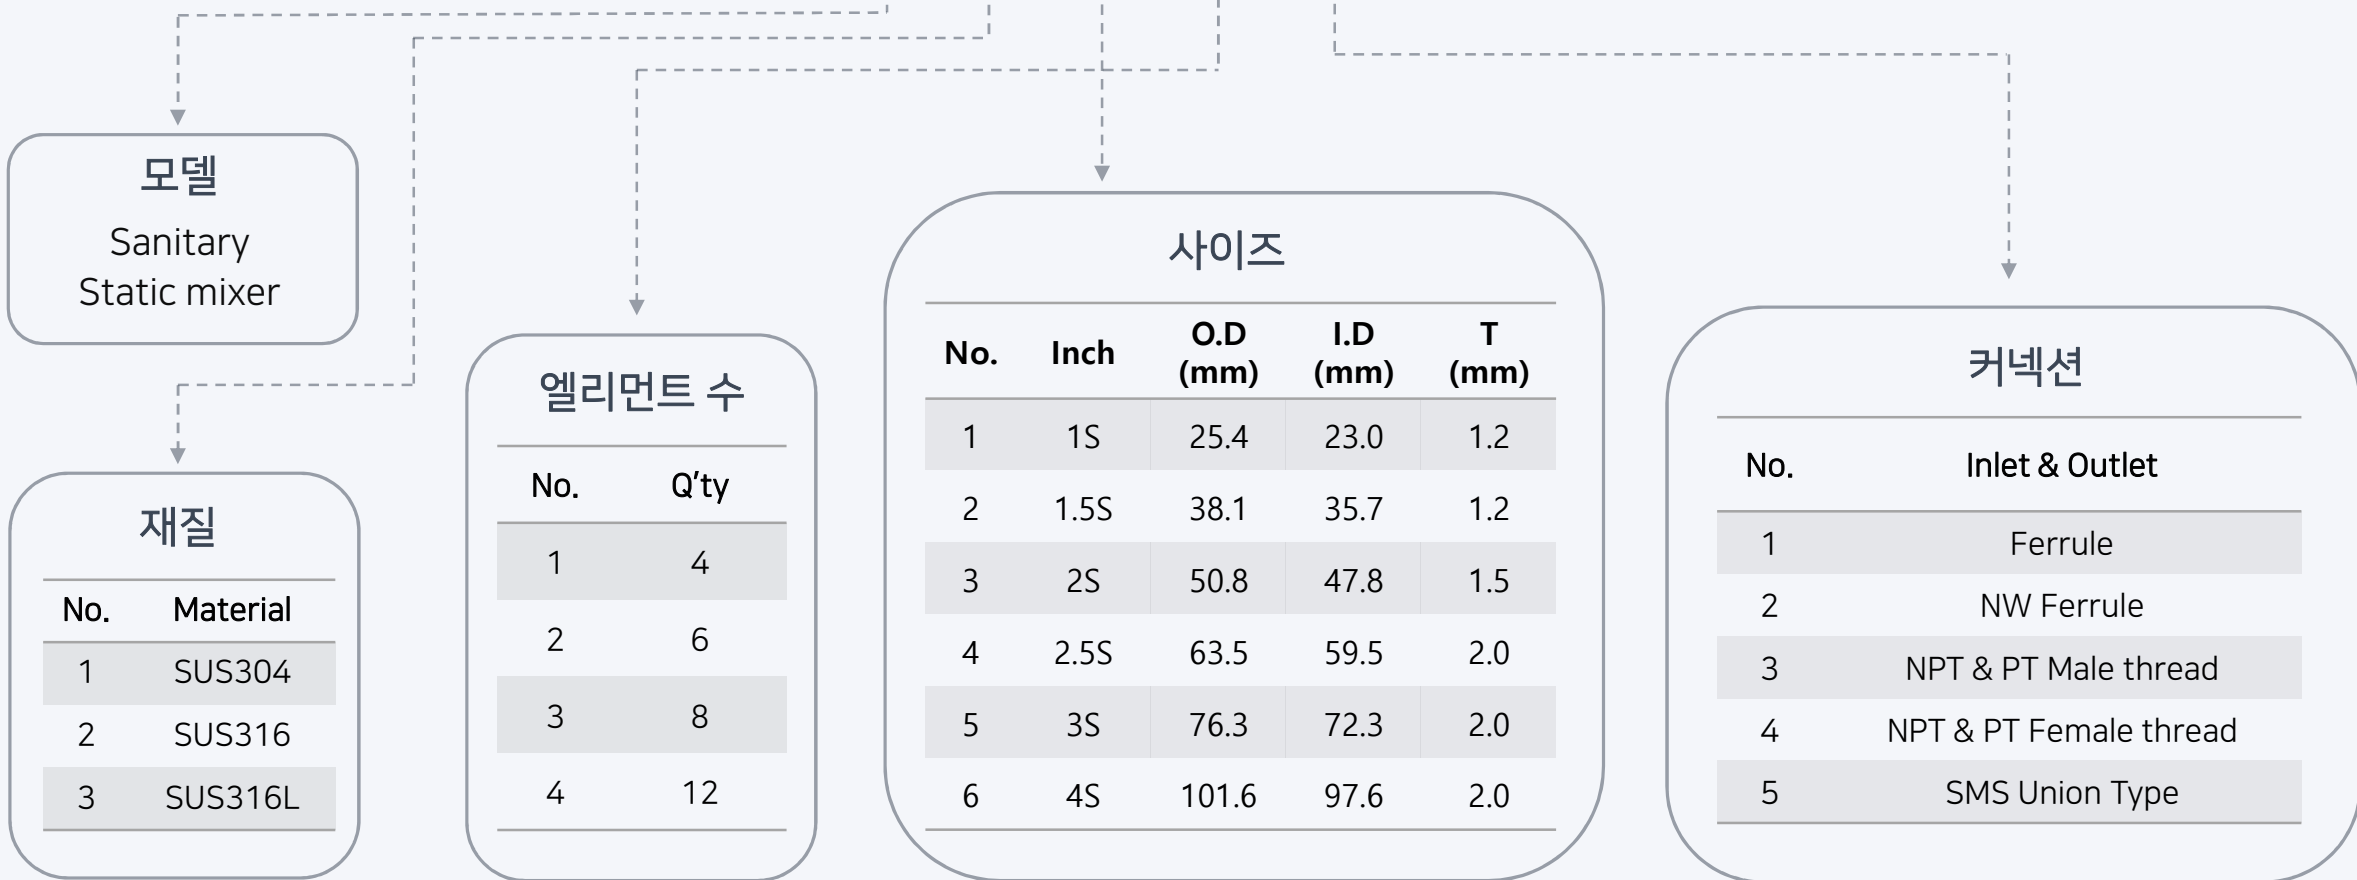 모델
Sanitary
Static mixer
재질
No. Material
1 SUS304
2 SUS316
3 SUS316L
엘리먼트 수
No. Q'ty
1 4
2 6
3 8
4 12
사이즈
No. Inch O.D (mm) I.D (mm) T (mm)
1 1S 25.4 23.0 1.2
2 1.5S 38.1 35.7 1.2
3 2S 50.8 47.8 1.5
4 2.5S 63.5 59.5 2.0
5 3S 76.3 72.3 2.0
6 4S 101.6 97.6 2.0
커넥션
No. Inlet & Outlet
1 Ferrule
2 NW Ferrule
3 NPT & PT Male thread
4 NPT & PT Female thread
5 SMS Union Type